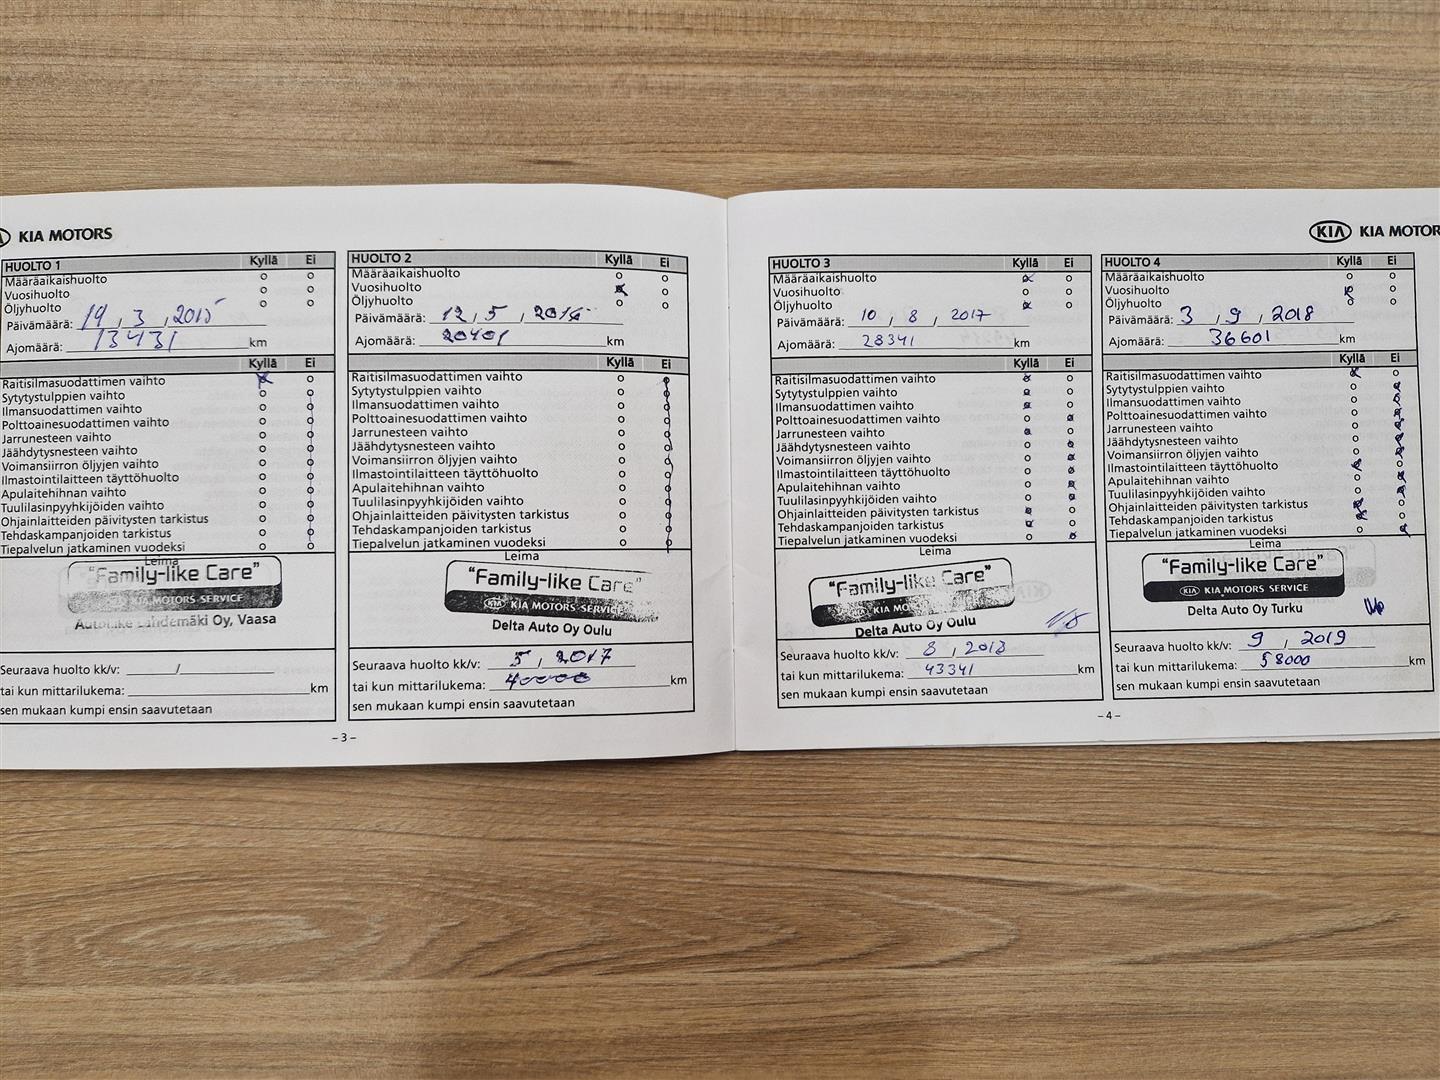 KIA MOTORS
HUOLTO 1 Kyllä Ei
Määräaikaishuolto
Vuosihuolto
Öljyhuolto
Päivämäärä: 19, 3, 2015
Ajomäärä: 13431 km
Kyllä Ei
Raitisilmasuodattimen vaihto
Sytytystulppien vaihto
Ilmansuodattimen vaihto
Polttoainesuodattimen vaihto
Jarrunesteen vaihto
Jäähdytysnesteen vaihto
Voimansiirron öljyjen vaihto
Ilmastointilaitteen täyttöhuolto
Apulaitehihnan vaihto
Tuulilasinpyyhkijöiden vaihto
Ohjainlaitteiden päivitysten tarkistus
Tehdaskampanjoiden tarkistus
Tiepalvelun jatkaminen vuodeksi
Leima
"Family-like Care"
KIA MOTORS SERVICE
Autoliike Lähdemäki Oy, Vaasa
Seuraava huolto kk/v: /
tai kun mittarilukema: km
sen mukaan kumpi ensin saavutetaan
HUOLTO 2 Kyllä Ei
Määräaikaishuolto
Vuosihuolto
Öljyhuolto
Päivämäärä: 12, 5, 2016
Ajomäärä: 20401 km
Kyllä Ei
Raitisilmasuodattimen vaihto
Sytytystulppien vaihto
Ilmansuodattimen vaihto
Polttoainesuodattimen vaihto
Jarrunesteen vaihto
Jäähdytysnesteen vaihto
Voimansiirron öljyjen vaihto
Ilmastointilaitteen täyttöhuolto
Apulaitehihnan vaihto
Tuulilasinpyyhkijöiden vaihto
Ohjainlaitteiden päivitysten tarkistus
Tehdaskampanjoiden tarkistus
Tiepalvelun jatkaminen vuodeksi
Leima
"Family-like Care"
KIA KIA MOTORS SERVICE
Delta Auto Oy Oulu
Seuraava huolto kk/v: 5, 2017
tai kun mittarilukema: 40000 km
sen mukaan kumpi ensin saavutetaan
- 3 -
KIA KIA MOTOR
HUOLTO 3 Kyllä Ei
Määräaikaishuolto
Vuosihuolto
Öljyhuolto
Päivämäärä: 10, 8, 2017
Ajomäärä: 28341 km
Kyllä Ei
Raitisilmasuodattimen vaihto
Sytytystulppien vaihto
Ilmansuodattimen vaihto
Polttoainesuodattimen vaihto
Jarrunesteen vaihto
Jäähdytysnesteen vaihto
Voimansiirron öljyjen vaihto
Ilmastointilaitteen täyttöhuolto
Apulaitehihnan vaihto
Tuulilasinpyyhkijöiden vaihto
Ohjainlaitteiden päivitysten tarkistus
Tehdaskampanjoiden tarkistus
Tiepalvelun jatkaminen vuodeksi
Leima
"Family-like Care"
KIA MO
Delta Auto Oy Oulu
Seuraava huolto kk/v: 8, 2018
tai kun mittarilukema: 43341 km
sen mukaan kumpi ensin saavutetaan
HUOLTO 4 Kyllä Ei
Määräaikaishuolto
Vuosihuolto
Öljyhuolto
Päivämäärä: 3, 9, 2018
Ajomäärä: 36601 km
Kyllä Ei
Raitisilmasuodattimen vaihto
Sytytystulppien vaihto
Ilmansuodattimen vaihto
Polttoainesuodattimen vaihto
Jarrunesteen vaihto
Jäähdytysnesteen vaihto
Voimansiirron öljyjen vaihto
Ilmastointilaitteen täyttöhuolto
Apulaitehihnan vaihto
Tuulilasinpyyhkijöiden vaihto
Ohjainlaitteiden päivitysten tarkistus
Tehdaskampanjoiden tarkistus
Tiepalvelun jatkaminen vuodeksi
Leima
"Family-like Care"
KIA KIA MOTORS SERVICE
Delta Auto Oy Turku
Seuraava huolto kk/v: 9, 2019
tai kun mittarilukema: 58000 km
sen mukaan kumpi ensin saavutetaan
- 4 -